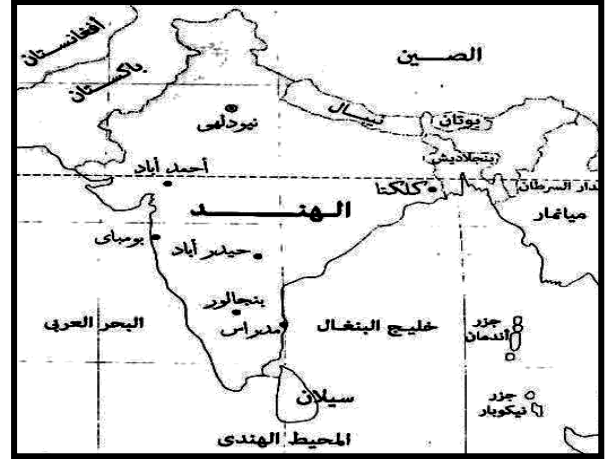 أفغانستان
باكستان
الصين
نيودلهى
نيبال
بوتان
بنجلاديش
أحمد أباد
كلكتا
مدار السرطان
الهند
ميانمار
بومباى
حيدر أباد
بنجالور
مدراس
البحر العربى
خليج البنغال
جزر
أندمان
سيلان
جزر
نيكوبار
المحيط الهندى